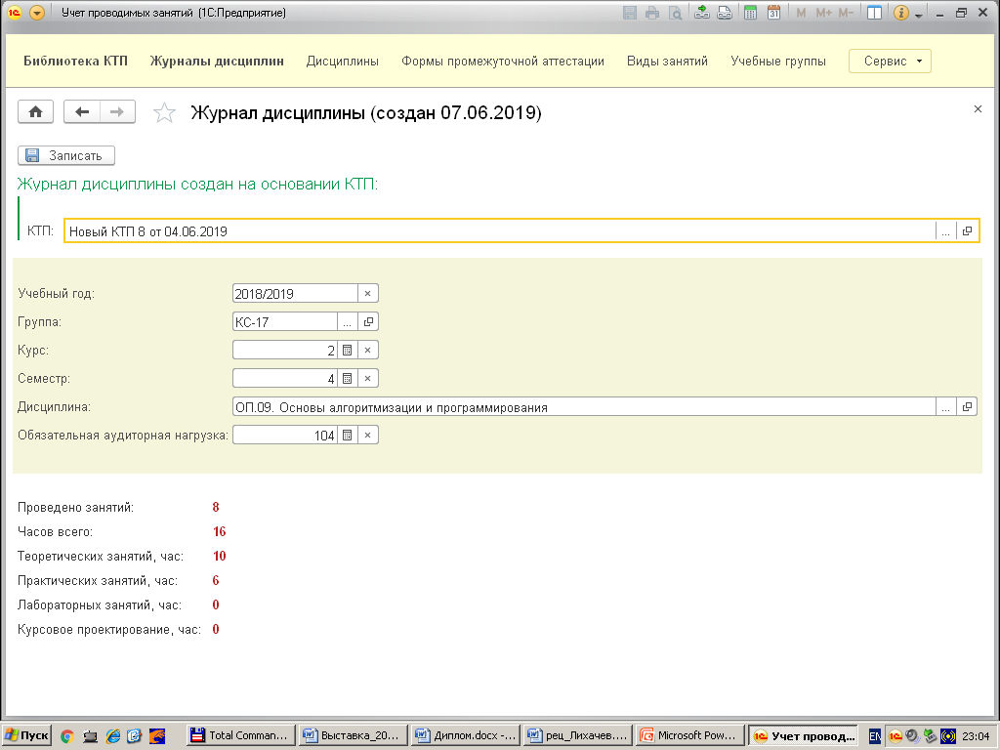 Учет проводимых занятий (1С:Предприятие)
M M+ M-
Библиотека КТП Журналы дисциплин Дисциплины Формы промежуточной аттестации Виды занятий Учебные группы Сервис
Журнал дисциплины (создан 07.06.2019)
Записать
Журнал дисциплины создан на основании КТП:
КТП: Новый КТП 8 от 04.06.2019 ...
Учебный год: 2018/2019
Группа: КС-17 ...
Курс: 2
Семестр: 4
Дисциплина: ОП.09. Основы алгоритмизации и программирования ...
Обязательная аудиторная нагрузка: 104
Проведено занятий: 8
Часов всего: 16
Теоретических занятий, час: 10
Практических занятий, час: 6
Лабораторных занятий, час: 0
Курсовое проектирование, час: 0
Пуск Total Comman... Выставка_20... Диплом.docx -... рец_Лихачев.... Microsoft Pow... Учет провод... EN 23:04